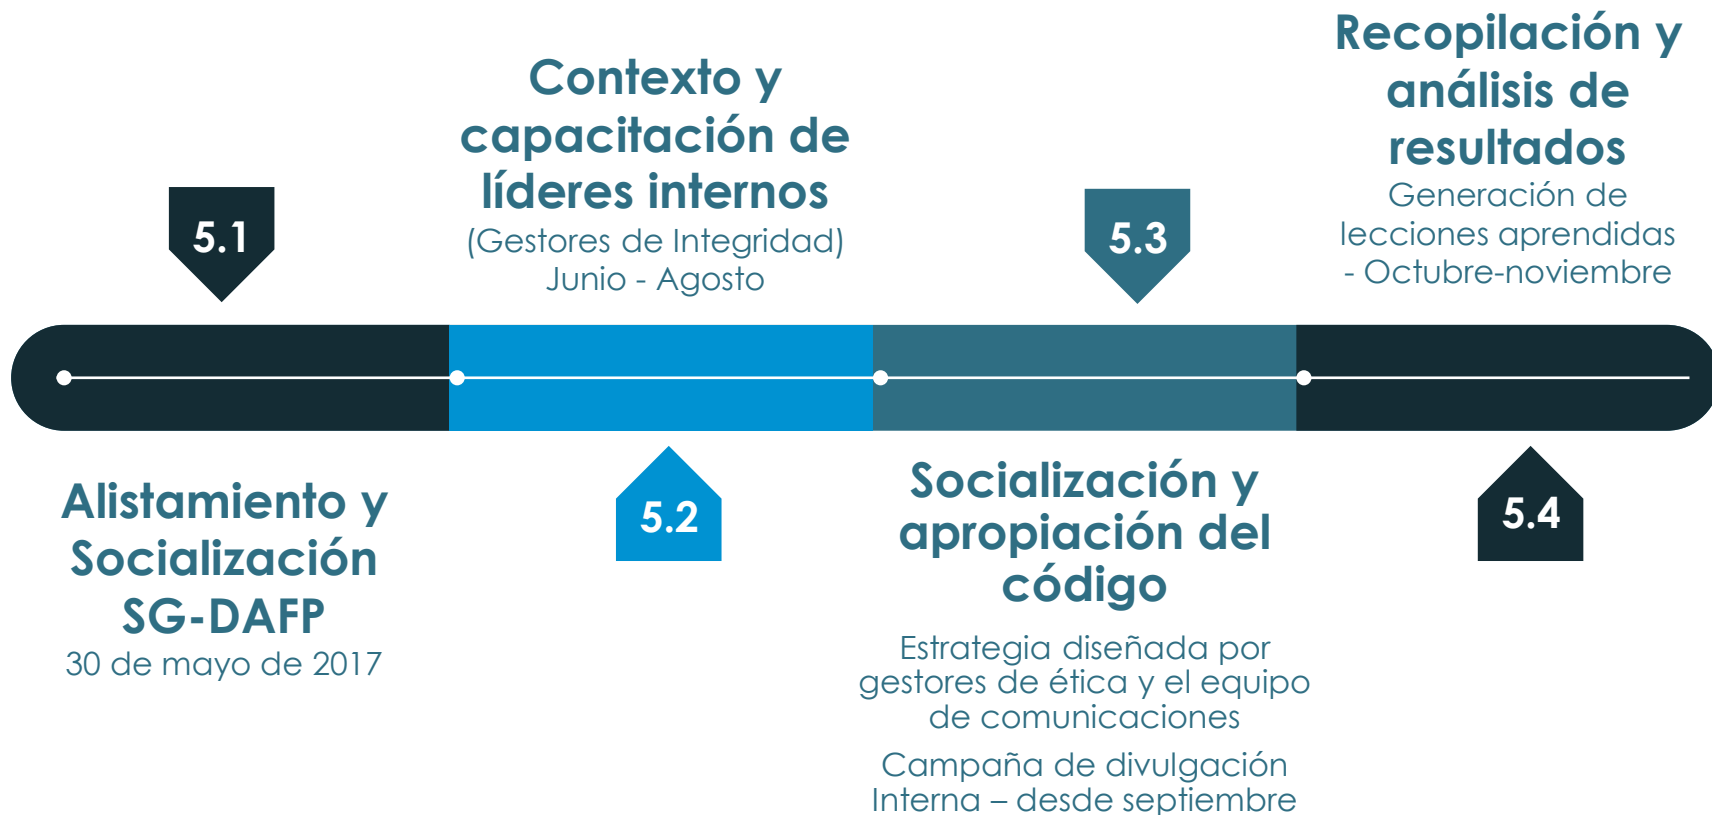 5.1
Alistamiento y
Socialización
SG-DAFP
30 de mayo de 2017
Contexto y
capacitación de
líderes internos
(Gestores de Integridad)
Junio - Agosto
5.2
5.3
Socialización y
apropiación del
código
Estrategia diseñada por
gestores de ética y el equipo
de comunicaciones
Campaña de divulgación
Interna – desde septiembre
Recopilación y
análisis de
resultados
Generación de
lecciones aprendidas
- Octubre-noviembre
5.4